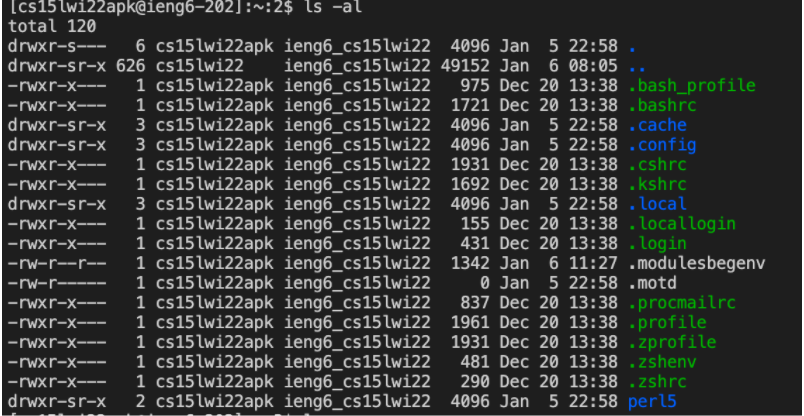 [cs15lwi22apk@ieng6-202]:~:2$ ls -al
total 120
drwxr-s---   6 cs15lwi22apk ieng6_cs15lwi22  4096 Jan  5 22:58 .
drwxr-sr-x 626 cs15lwi22    ieng6_cs15lwi22 49152 Jan  6 08:05 ..
-rwxr-x---   1 cs15lwi22apk ieng6_cs15lwi22   975 Dec 20 13:38 .bash_profile
-rwxr-x---   1 cs15lwi22apk ieng6_cs15lwi22  1721 Dec 20 13:38 .bashrc
drwxr-sr-x   3 cs15lwi22apk ieng6_cs15lwi22  4096 Jan  5 22:58 .cache
drwxr-sr-x   3 cs15lwi22apk ieng6_cs15lwi22  4096 Jan  5 22:58 .config
-rwxr-x---   1 cs15lwi22apk ieng6_cs15lwi22  1931 Dec 20 13:38 .cshrc
-rwxr-x---   1 cs15lwi22apk ieng6_cs15lwi22  1692 Dec 20 13:38 .kshrc
drwxr-sr-x   3 cs15lwi22apk ieng6_cs15lwi22  4096 Jan  5 22:58 .local
-rwxr-x---   1 cs15lwi22apk ieng6_cs15lwi22   155 Dec 20 13:38 .locallogin
-rwxr-x---   1 cs15lwi22apk ieng6_cs15lwi22   431 Dec 20 13:38 .login
-rw-r--r--   1 cs15lwi22apk ieng6_cs15lwi22  1342 Jan  6 11:27 .modulesbegenv
-rw-r-----   1 cs15lwi22apk ieng6_cs15lwi22     0 Jan  5 22:58 .motd
-rwxr-x---   1 cs15lwi22apk ieng6_cs15lwi22   837 Dec 20 13:38 .procmailrc
-rwxr-x---   1 cs15lwi22apk ieng6_cs15lwi22  1961 Dec 20 13:38 .profile
-rwxr-x---   1 cs15lwi22apk ieng6_cs15lwi22  1931 Dec 20 13:38 .zprofile
-rwxr-x---   1 cs15lwi22apk ieng6_cs15lwi22   481 Dec 20 13:38 .zshenv
-rwxr-x---   1 cs15lwi22apk ieng6_cs15lwi22   290 Dec 20 13:38 .zshrc
drwxr-sr-x   2 cs15lwi22apk ieng6_cs15lwi22  4096 Jan  5 22:58 perl5